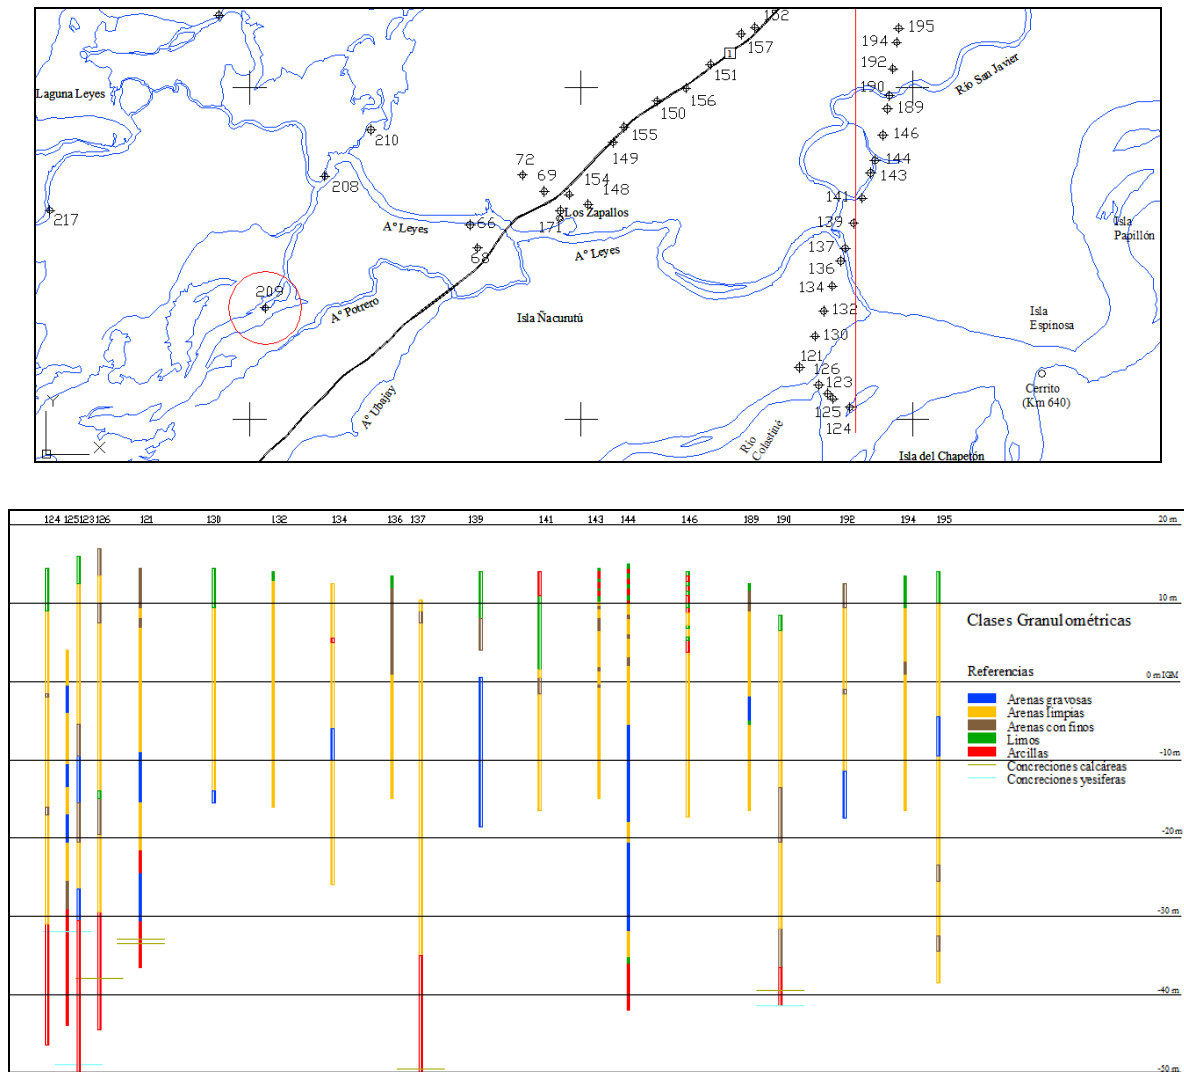 152
195
157
194
1
151
192
Río San Javier
190
Laguna Leyes
156
150
189
155
210
146
149
72
144
208
69
154
143
148
141
217
Los Zapallos
66
171
139
Isla
Papillón
Aº Leyes
68
Aº Leyes
137
136
209
134
Aº Potrero
Isla Ñacurutú
132
Isla
Espinosa
130
121
126
123
Cerrito
(Km 640)
Aº Ubajay
Y
125
124
Río
Colastiné
X
Isla del Chapetón
124 125 123 126 121 130 132 134 136 137 139 141 143 144 146 189 190 192 194 195
20 m
10 m
Clases Granulométricas
Referencias
0 m IGM
Arenas gravosas
Arenas limpias
Arenas con finos
Limos
Arcillas
-10 m
Concreciones calcáreas
Concreciones yesíferas
-20 m
-30 m
-40 m
-50 m